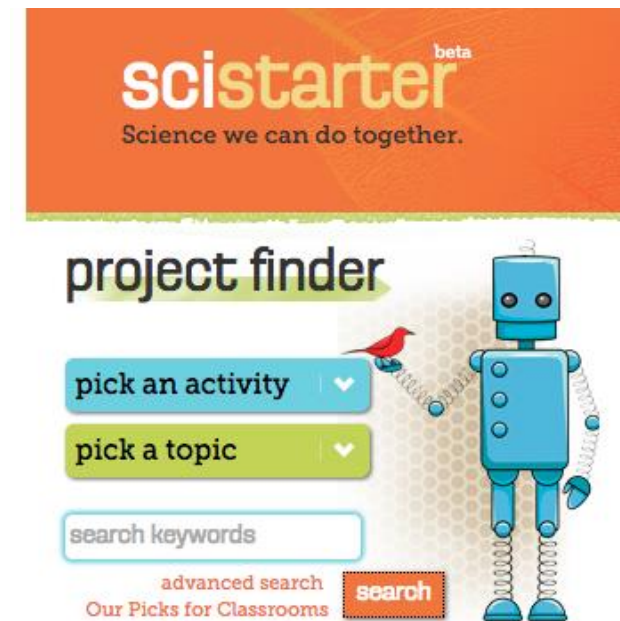 scistarter beta
Science we can do together.
project finder
pick an activity
pick a topic
search keywords
advanced search
Our Picks for Classrooms
search